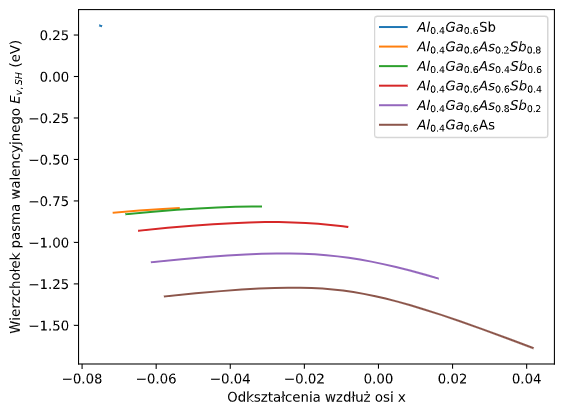 Al0.4Ga0.6Sb
Al0.4Ga0.6As0.2Sb0.8
Al0.4Ga0.6As0.4Sb0.6
Al0.4Ga0.6As0.6Sb0.4
Al0.4Ga0.6As0.8Sb0.2
Al0.4Ga0.6As
Wierzchołek pasma walencyjnego Ev, SH (eV)
0.25
0.00
−0.25
−0.50
−0.75
−1.00
−1.25
−1.50
−0.08 −0.06 −0.04 −0.02 0.00 0.02 0.04
Odkształcenia wzdłuż osi x